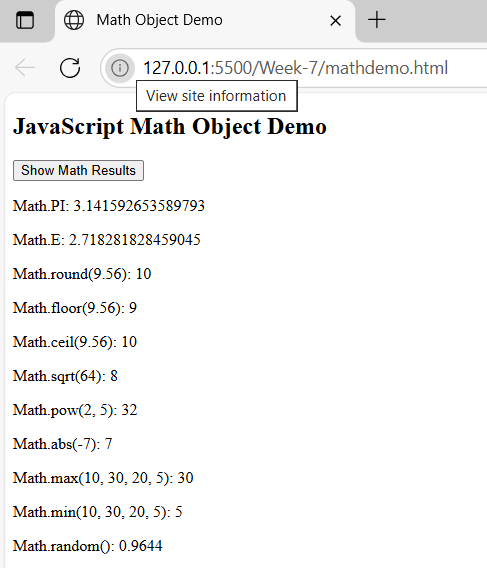 Math Object Demo
127.0.0.1:5500/Week-7/mathdemo.html
View site information
JavaScript Math Object Demo
Show Math Results
Math.PI: 3.141592653589793
Math.E: 2.718281828459045
Math.round(9.56): 10
Math.floor(9.56): 9
Math.ceil(9.56): 10
Math.sqrt(64): 8
Math.pow(2, 5): 32
Math.abs(-7): 7
Math.max(10, 30, 20, 5): 30
Math.min(10, 30, 20, 5): 5
Math.random(): 0.9644